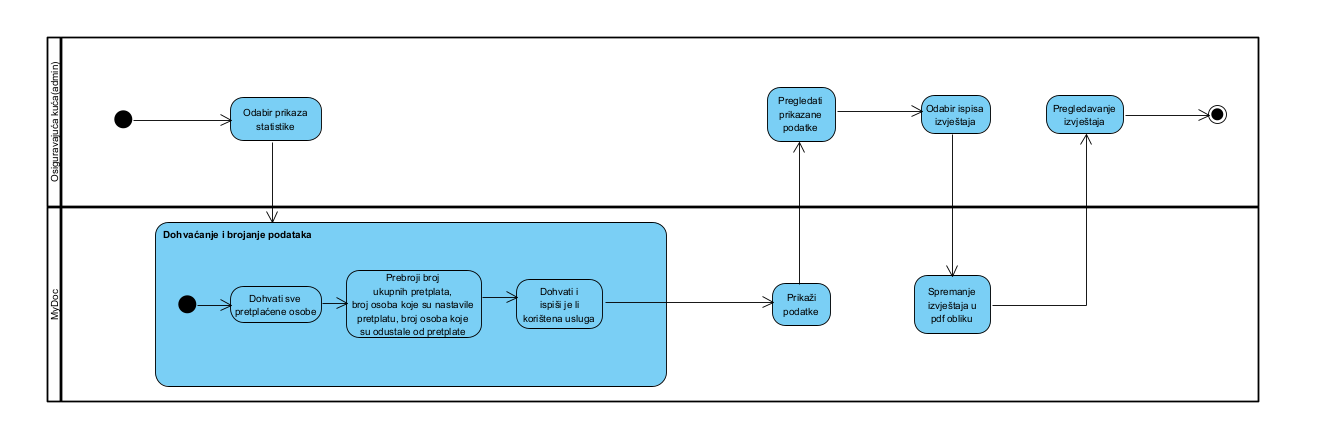 Osiguravajuća kuća(admin)
Odabir prikaza
statistike
Pregledati
prikazane
podatke
Odabir ispisa
izvještaja
Pregledavanje
izvještaja
MyDoc
Dohvaćanje i brojanje podataka
Dohvati sve
pretplaćene osobe
Prebroji broj
ukupnih pretplata,
broj osoba koje su nastavile
pretplatu, broj osoba koje
su odustale od pretplate
Dohvati i
ispiši je li
korištena usluga
Prikaži
podatke
Spremanje
izvještaja u
pdf obliku